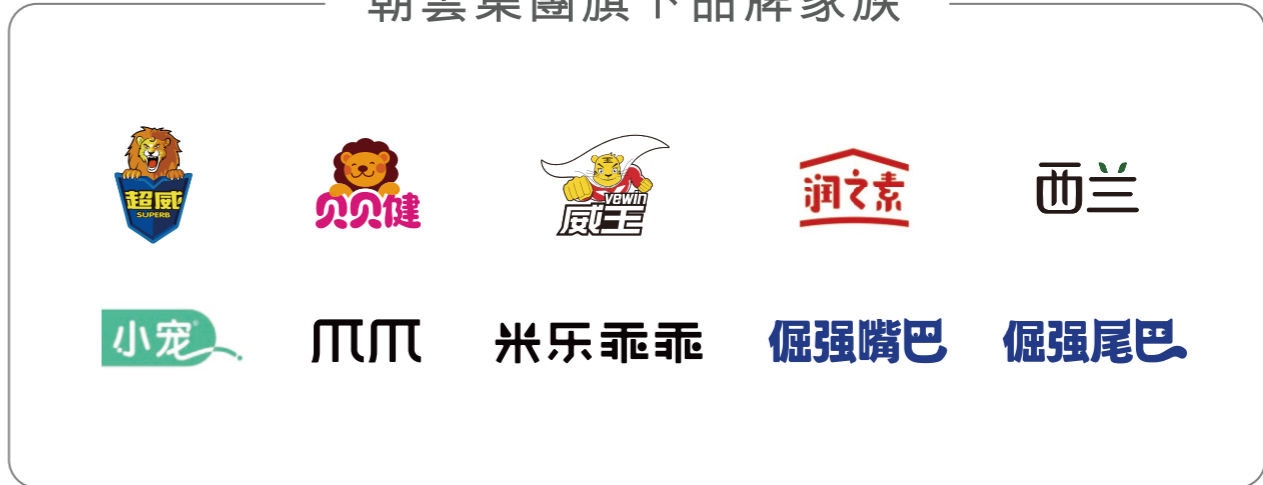 朝雲集團旗下品牌家族
超威
SUPERB
贝贝健
vewin
威王
润之素
西兰
小宠
爪爪
米乐乖乖
倔强嘴巴
倔强尾巴